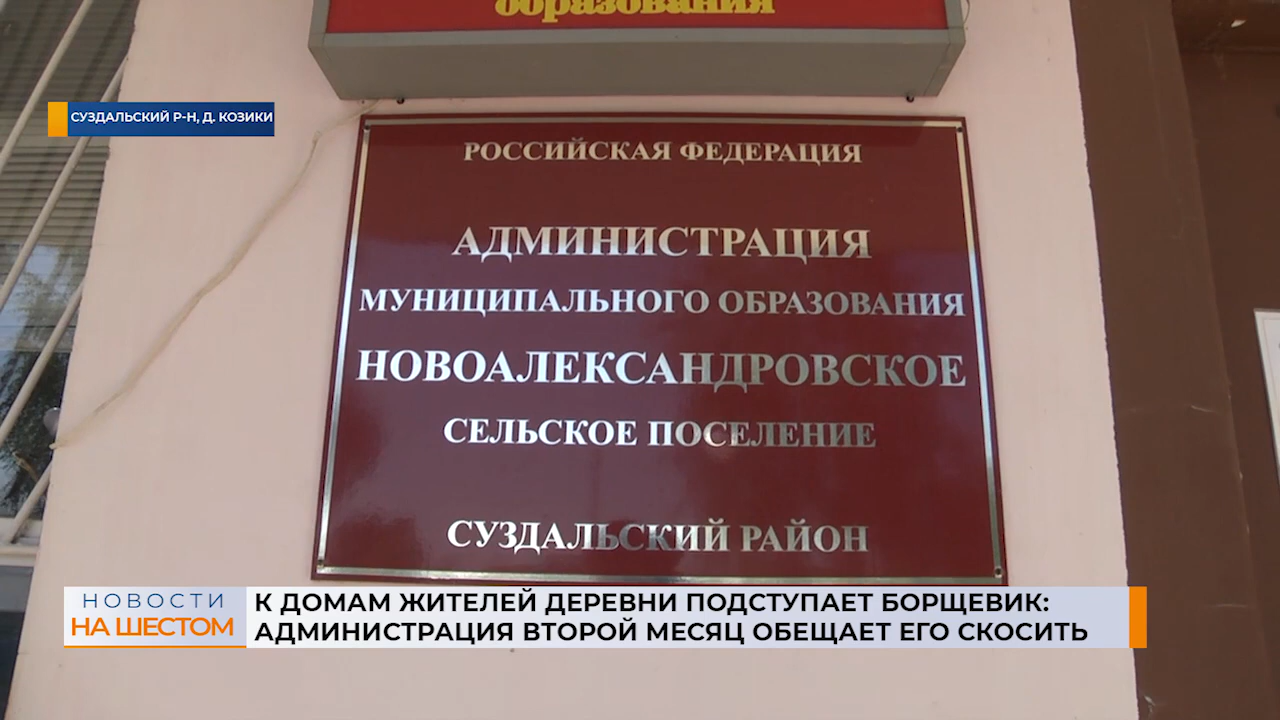 образования
СУЗДАЛЬСКИЙ Р-Н, Д. КОЗИКИ
РОССИЙСКАЯ ФЕДЕРАЦИЯ
АДМИНИСТРАЦИЯ
МУНИЦИПАЛЬНОГО ОБРАЗОВАНИЯ
НОВОАЛЕКСАНДРОВСКОЕ
СЕЛЬСКОЕ ПОСЕЛЕНИЕ
СУЗДАЛЬСКИЙ РАЙОН
НОВОСТИ
НА ШЕСТОМ
К ДОМАМ ЖИТЕЛЕЙ ДЕРЕВНИ ПОДСТУПАЕТ БОРЩЕВИК:
АДМИНИСТРАЦИЯ ВТОРОЙ МЕСЯЦ ОБЕЩАЕТ ЕГО СКОСИТЬ